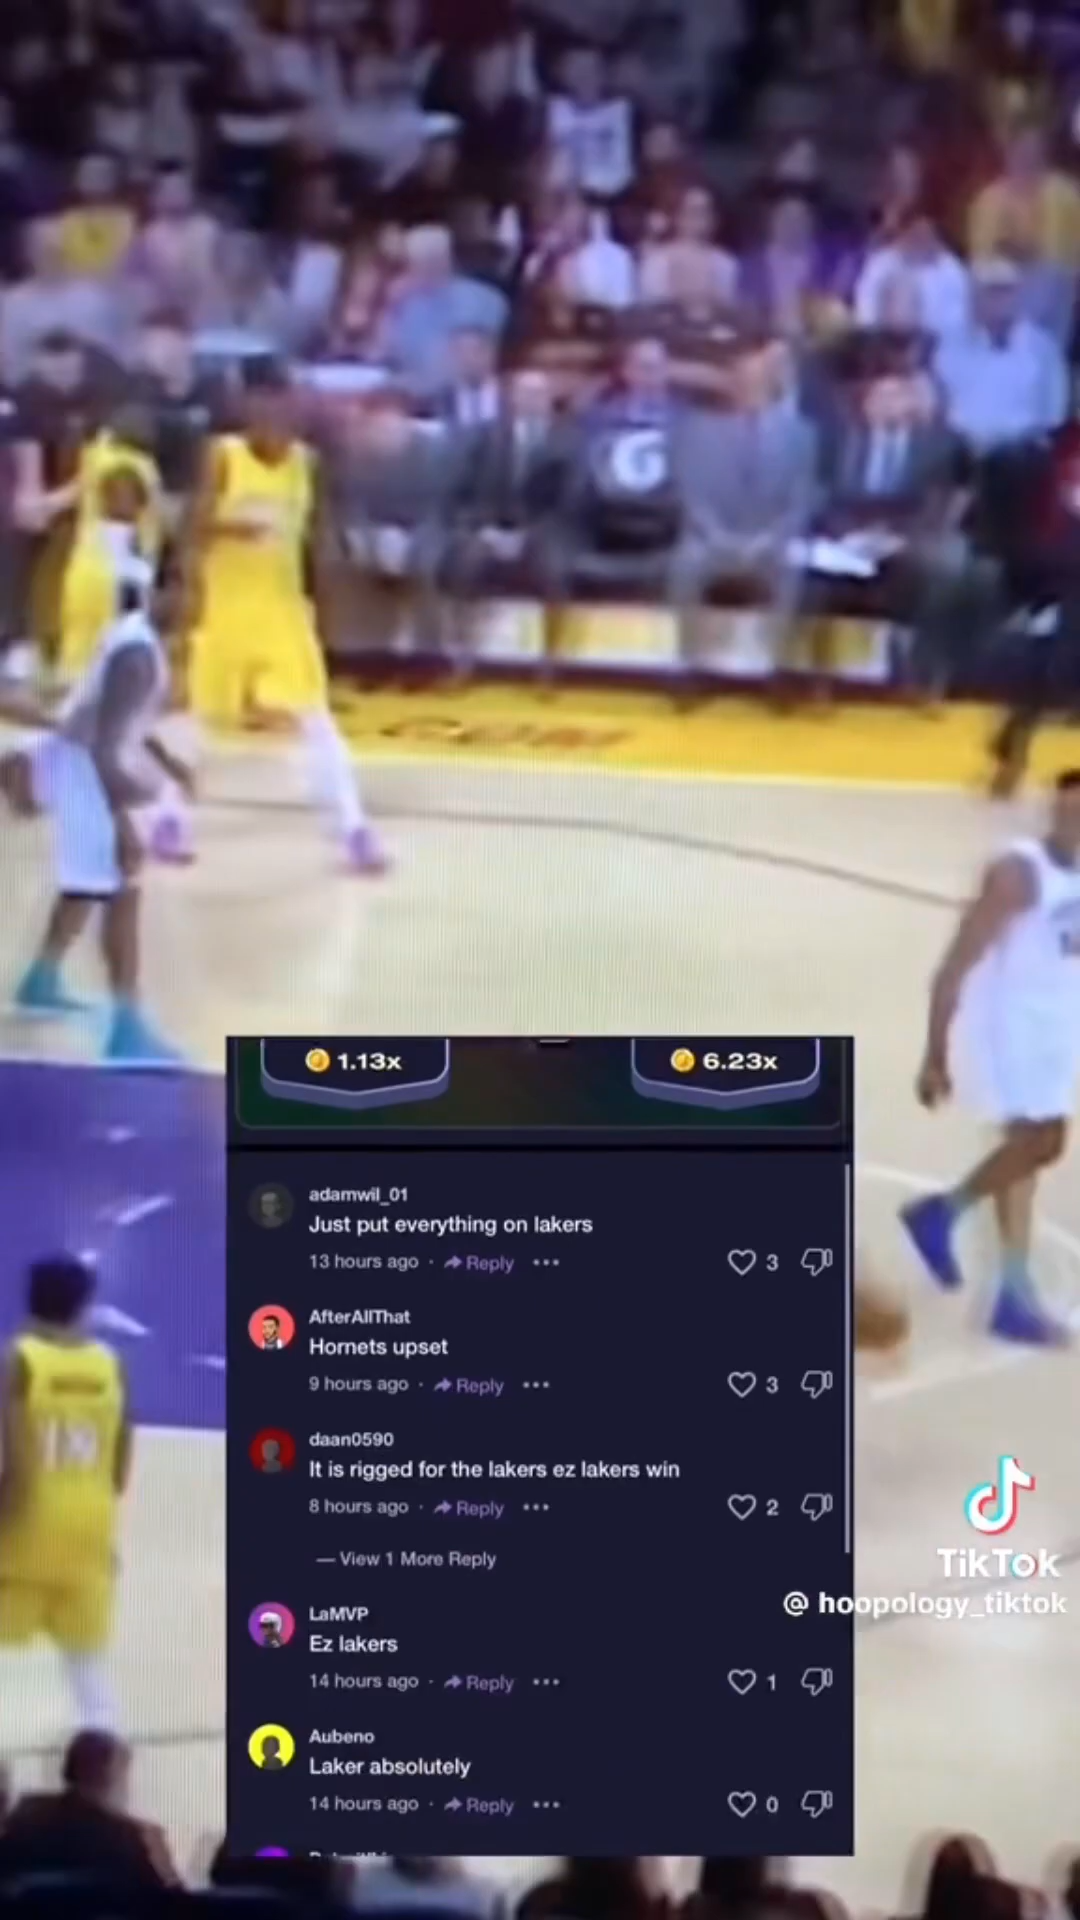 G
.COM
1.13x
6.23x
adamwil_01
Just put everything on lakers
13 hours ago · Reply ···
3
AfterAllThat
Hornets upset
9 hours ago · Reply ···
3
daan0590
It is rigged for the lakers ez lakers win
8 hours ago · Reply ···
2
— View 1 More Reply
LaMVP
Ez lakers
14 hours ago · Reply ···
1
Aubeno
Laker absolutely
14 hours ago · Reply ···
0
TikTok
@ hoopology_tiktok